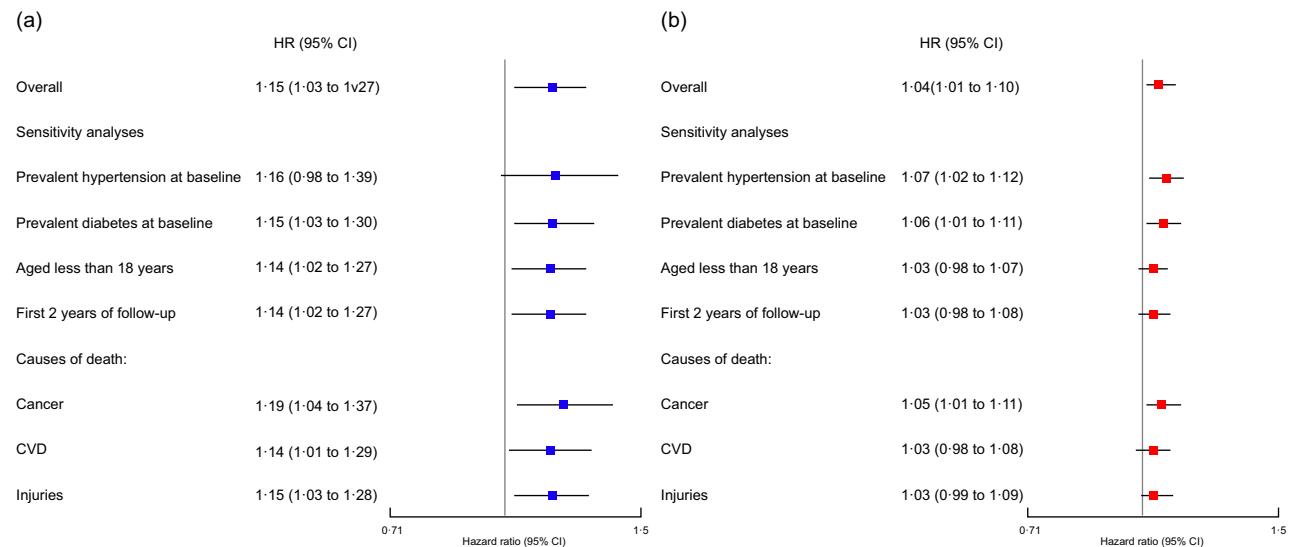 (a)
HR (95% CI)
Overall 1·15 (1·03 to 1v27)
Sensitivity analyses
Prevalent hypertension at baseline 1·16 (0·98 to 1·39)
Prevalent diabetes at baseline 1·15 (1·03 to 1·30)
Aged less than 18 years 1·14 (1·02 to 1·27)
First 2 years of follow-up 1·14 (1·02 to 1·27)
Causes of death:
Cancer 1·19 (1·04 to 1·37)
CVD 1·14 (1·01 to 1·29)
Injuries 1·15 (1·03 to 1·28)
0·71 1·5
Hazard ratio (95% CI)
(b)
HR (95% CI)
Overall 1·04(1·01 to 1·10)
Sensitivity analyses
Prevalent hypertension at baseline 1·07 (1·02 to 1·12)
Prevalent diabetes at baseline 1·06 (1·01 to 1·11)
Aged less than 18 years 1·03 (0·98 to 1·07)
First 2 years of follow-up 1·03 (0·98 to 1·08)
Causes of death:
Cancer 1·05 (1·01 to 1·11)
CVD 1·03 (0·98 to 1·08)
Injuries 1·03 (0·99 to 1·09)
0·71 1·5
Hazard ratio (95% CI)